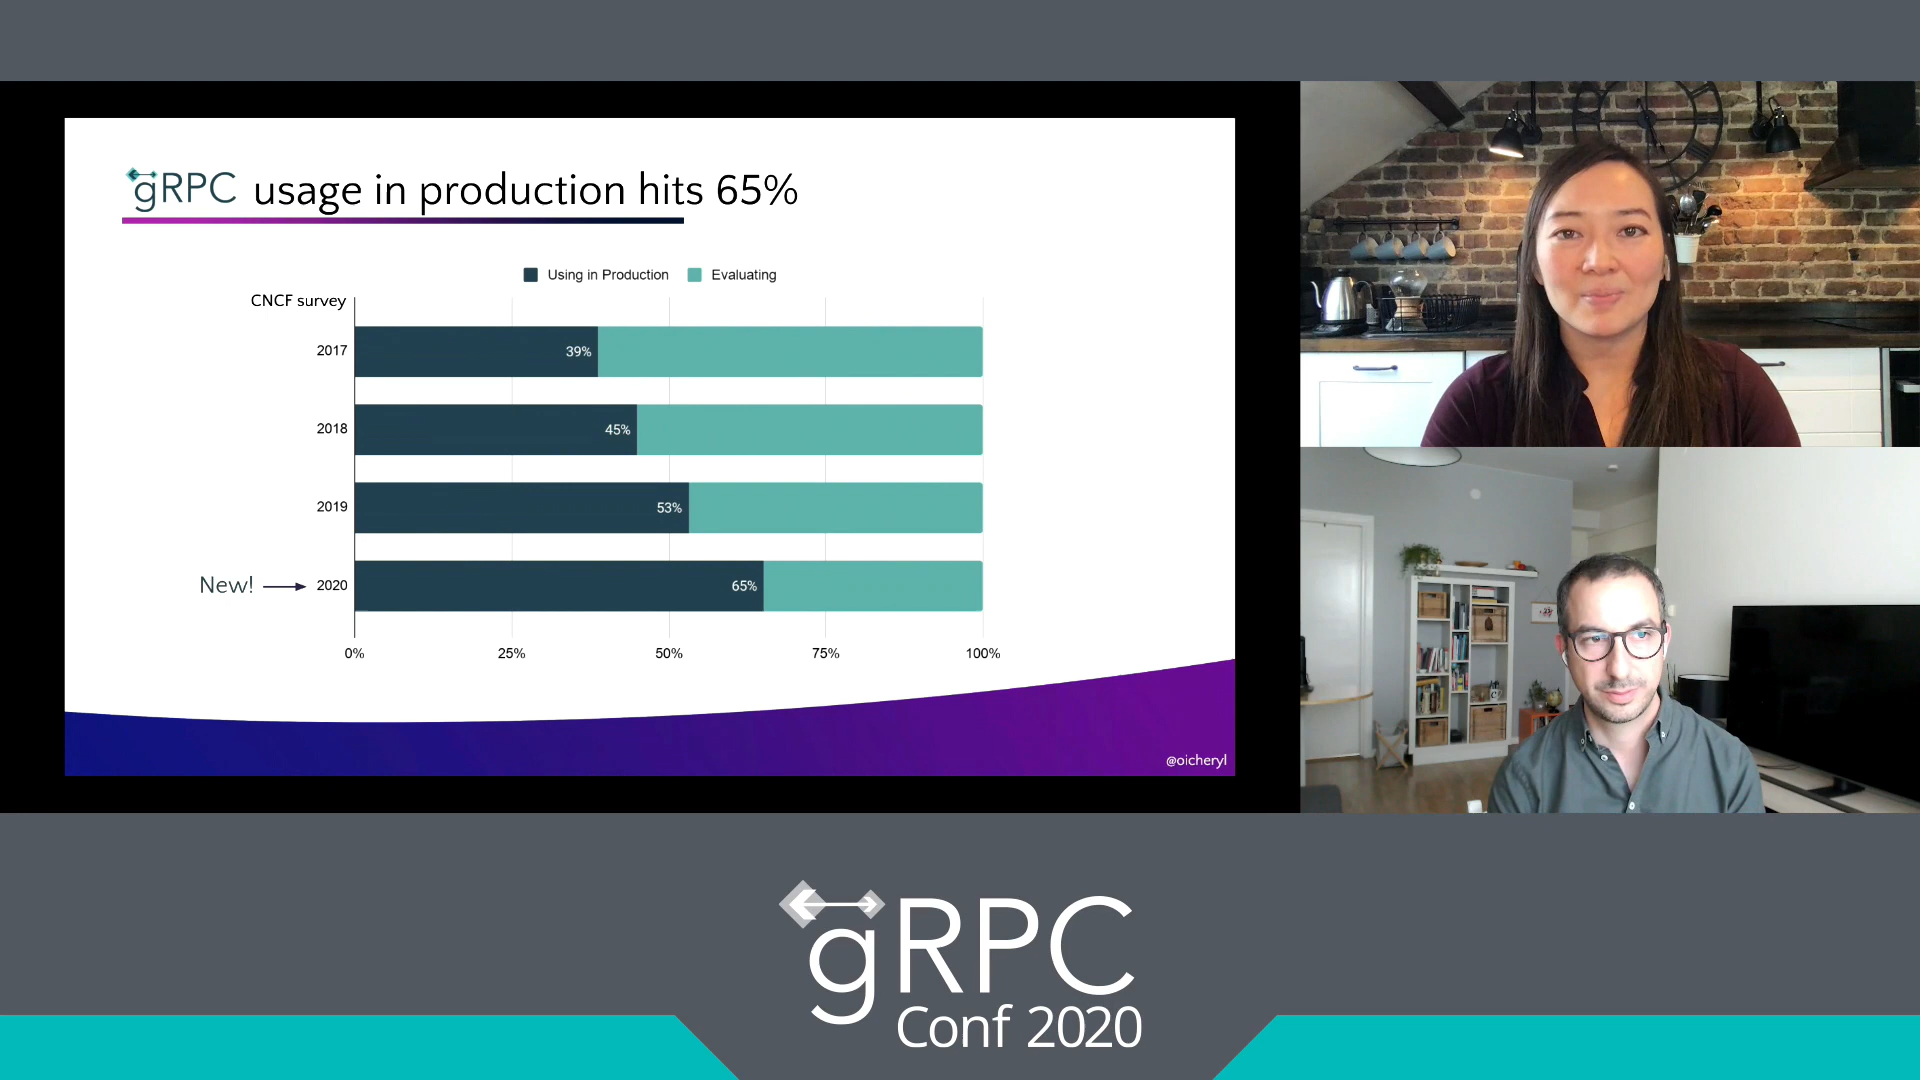 gRPC usage in production hits 65%
Using in Production Evaluating
CNCF survey
2017 39%
2018 45%
2019 53%
New! 2020 65%
0% 25% 50% 75% 100%
@oicheryl
gRPC
Conf 2020